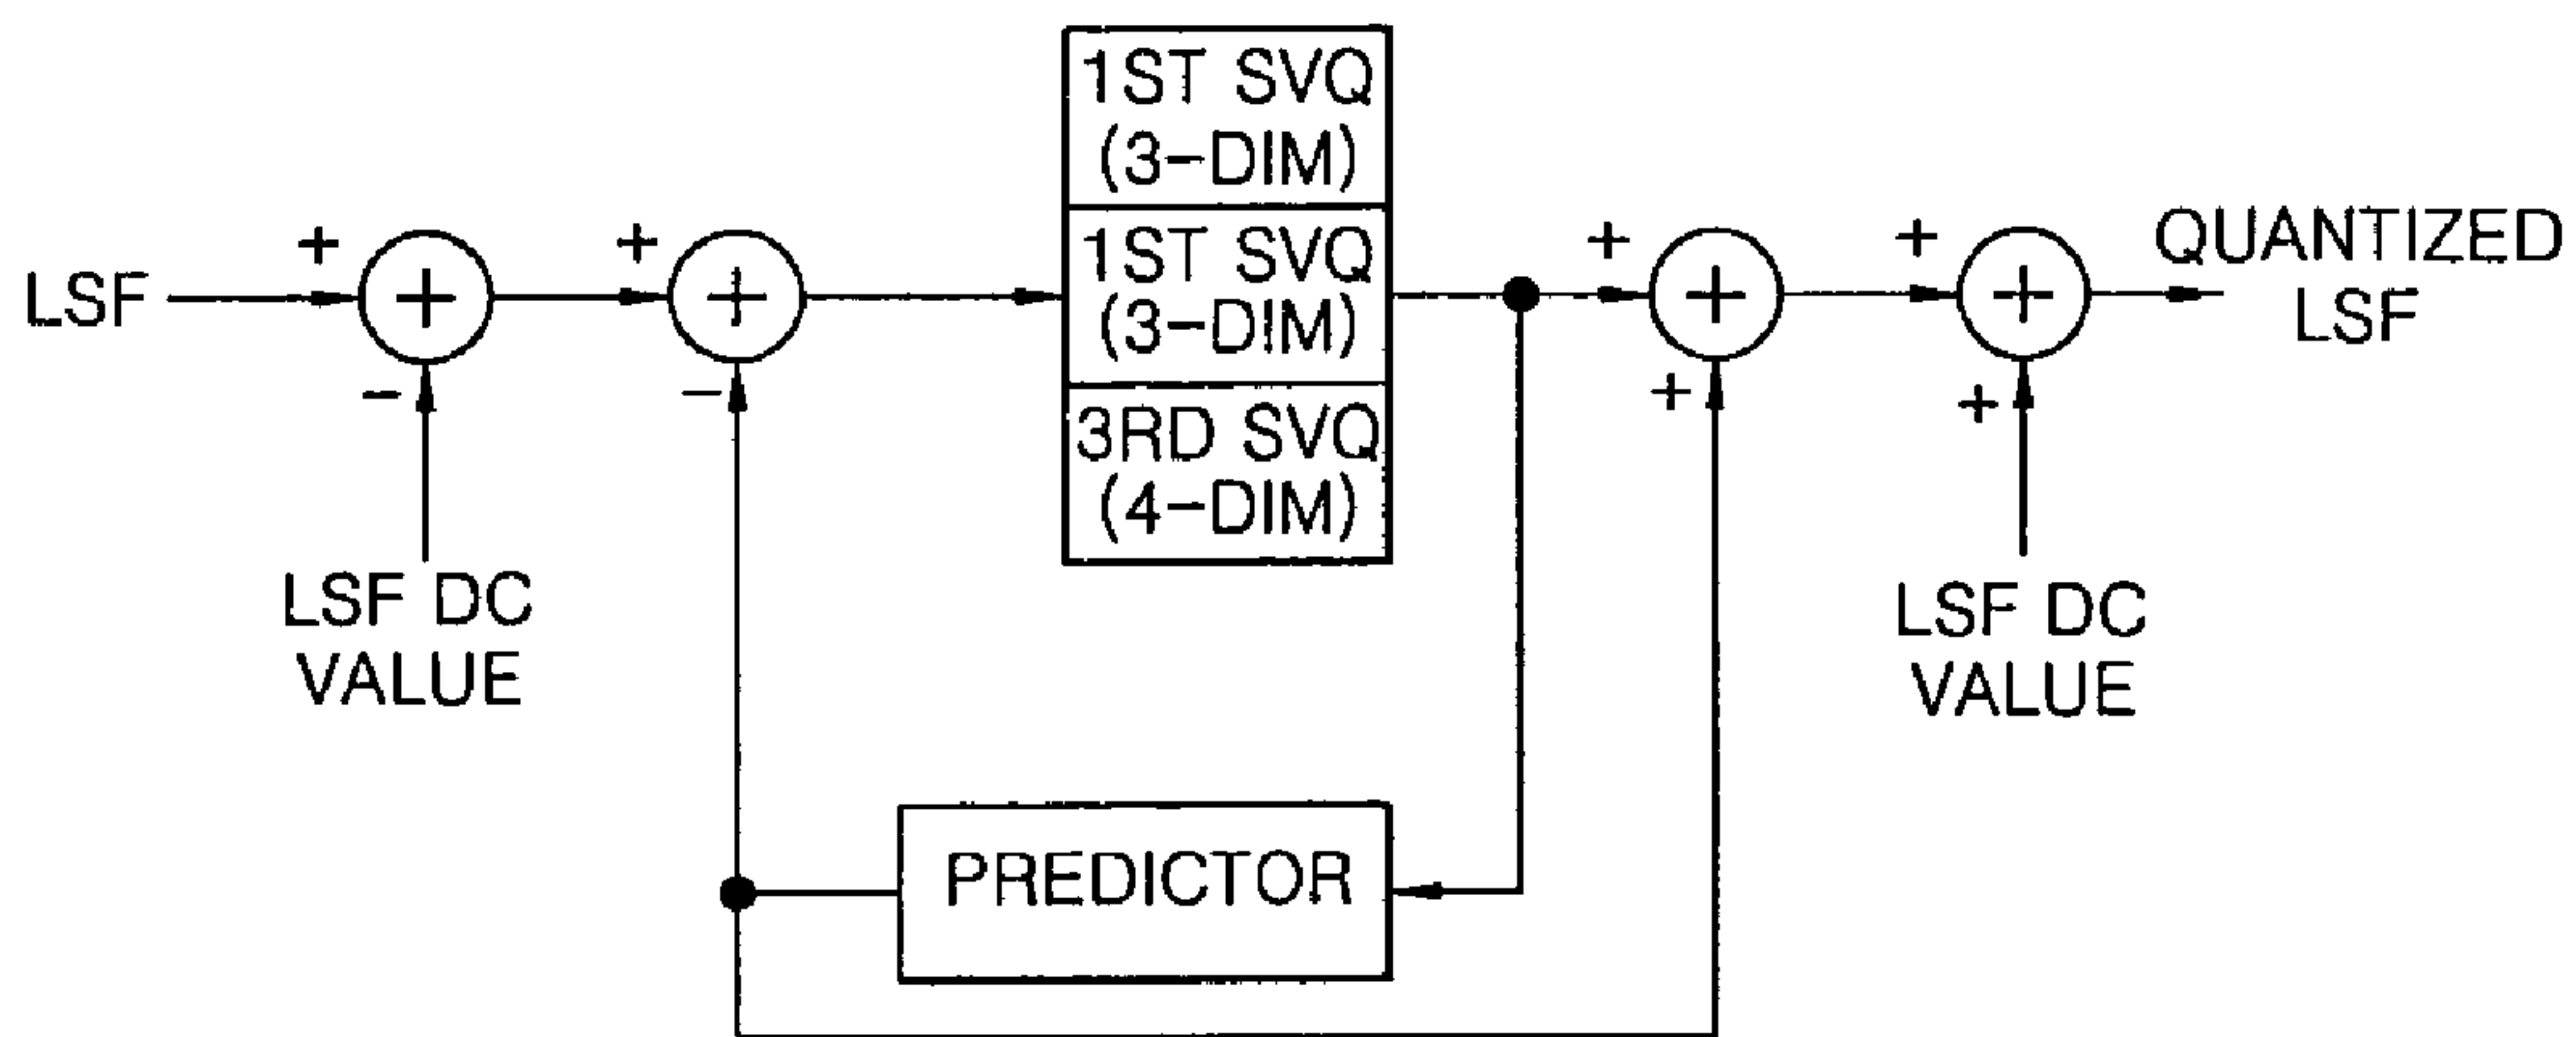 1ST SVQ
(3-DIM)
1ST SVQ
(3-DIM)
3RD SVQ
(4-DIM)
LSF
+
-
+
-
+
+
+
+
QUANTIZED
LSF
LSF DC
VALUE
LSF DC
VALUE
PREDICTOR